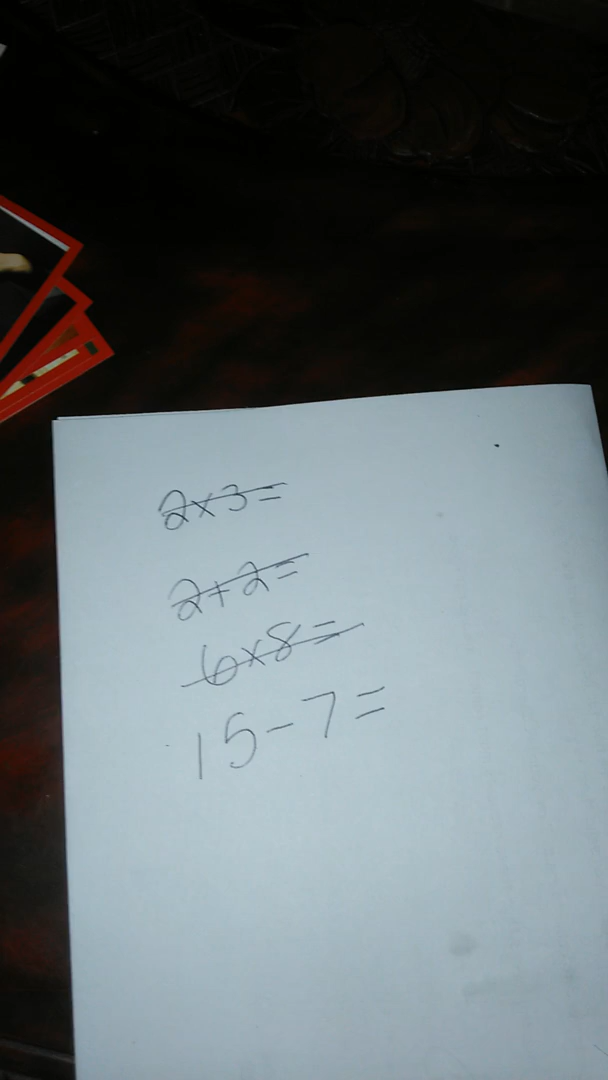 2x3=
2+2=
6x8=
15-7=